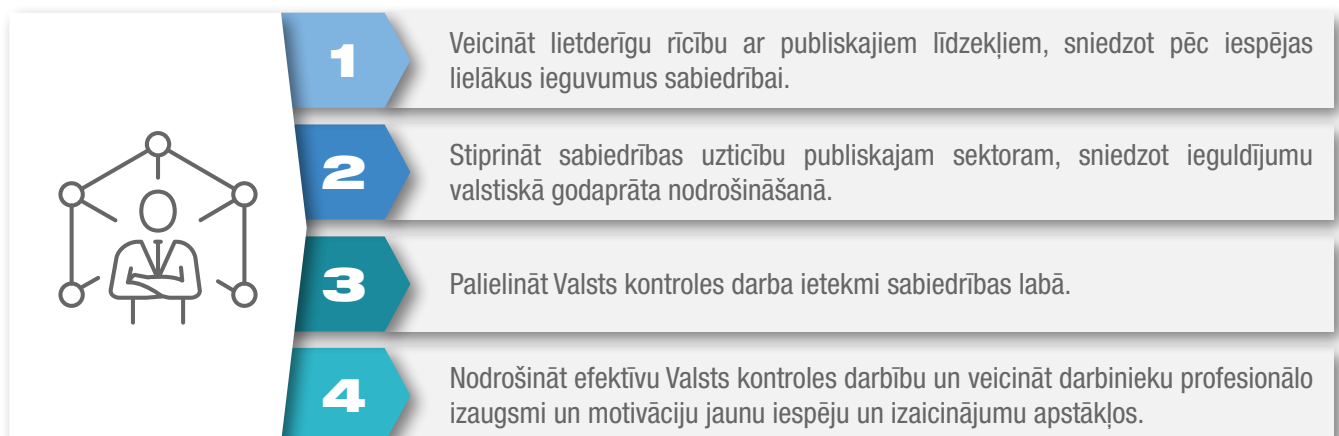 1
Veicināt lietderīgu rīcību ar publiskajiem līdzekļiem, sniedzot pēc iespējas
lielākus ieguvumus sabiedrībai.
2
Stiprināt sabiedrības uzticību publiskajam sektoram, sniedzot ieguldījumu
valstiskā godaprāta nodrošināšanā.
3
Palielināt Valsts kontroles darba ietekmi sabiedrības labā.
4
Nodrošināt efektīvu Valsts kontroles darbību un veicināt darbinieku profesionālo
izaugsmi un motivāciju jaunu iespēju un izaicinājumu apstākļos.